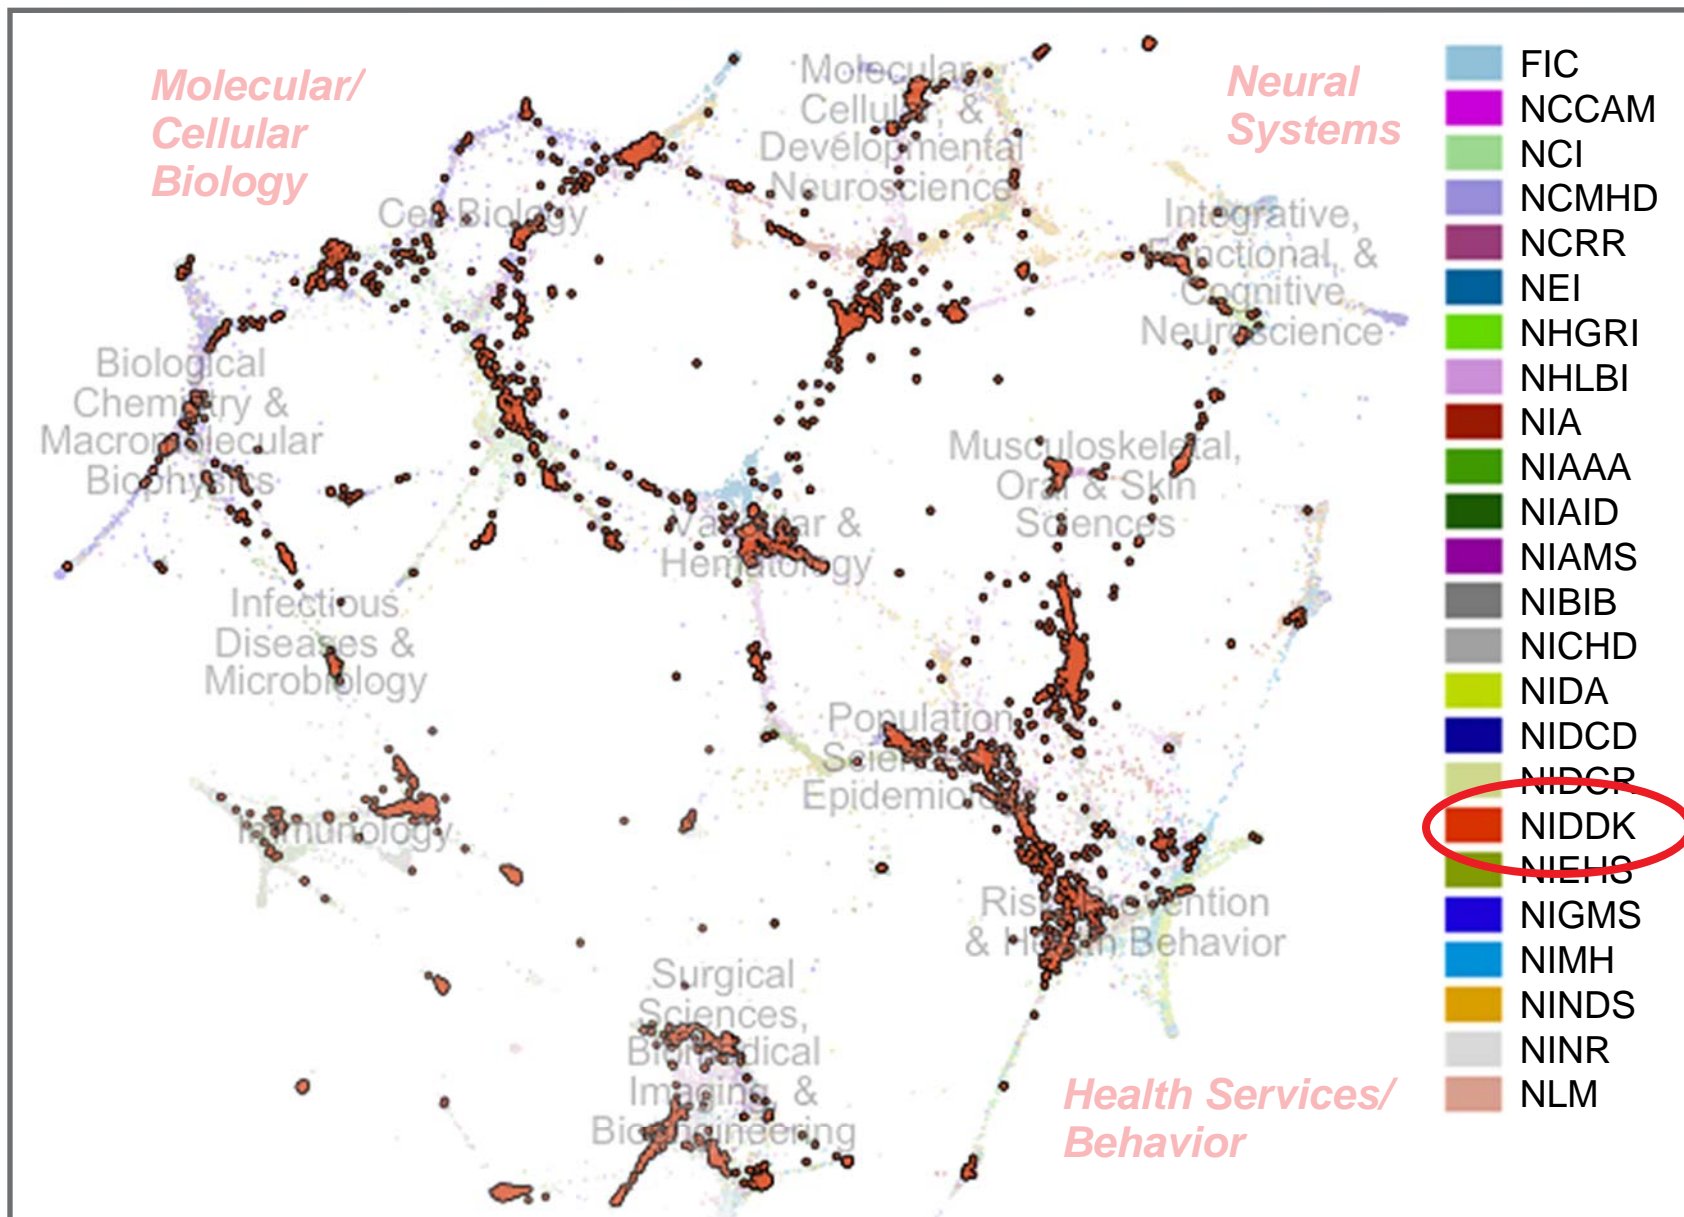 Molecular/
Cellular
Biology
Neural
Systems
Molecular,
Cellular, &
Developmental
Neuroscience
Cell Biology
Integrative,
Functional, &
Cognitive
Neuroscience
Biological
Chemistry &
Macromolecular
Biophysics
Musculoskeletal,
Oral & Skin
Sciences
Vascular &
Hematology
Infectious
Diseases &
Microbiology
Population
Sciences &
Epidemiology
Immunology
Risk, Prevention
& Health Behavior
Surgical
Sciences,
Biomedical
Imaging, &
Bioengineering
Health Services/
Behavior
FIC
NCCAM
NCI
NCMHD
NCRR
NEI
NHGRI
NHLBI
NIA
NIAAA
NIAID
NIAMS
NIBIB
NICHD
NIDA
NIDCD
NIDCR
NIDDK
NIEHS
NIGMS
NIMH
NINDS
NINR
NLM